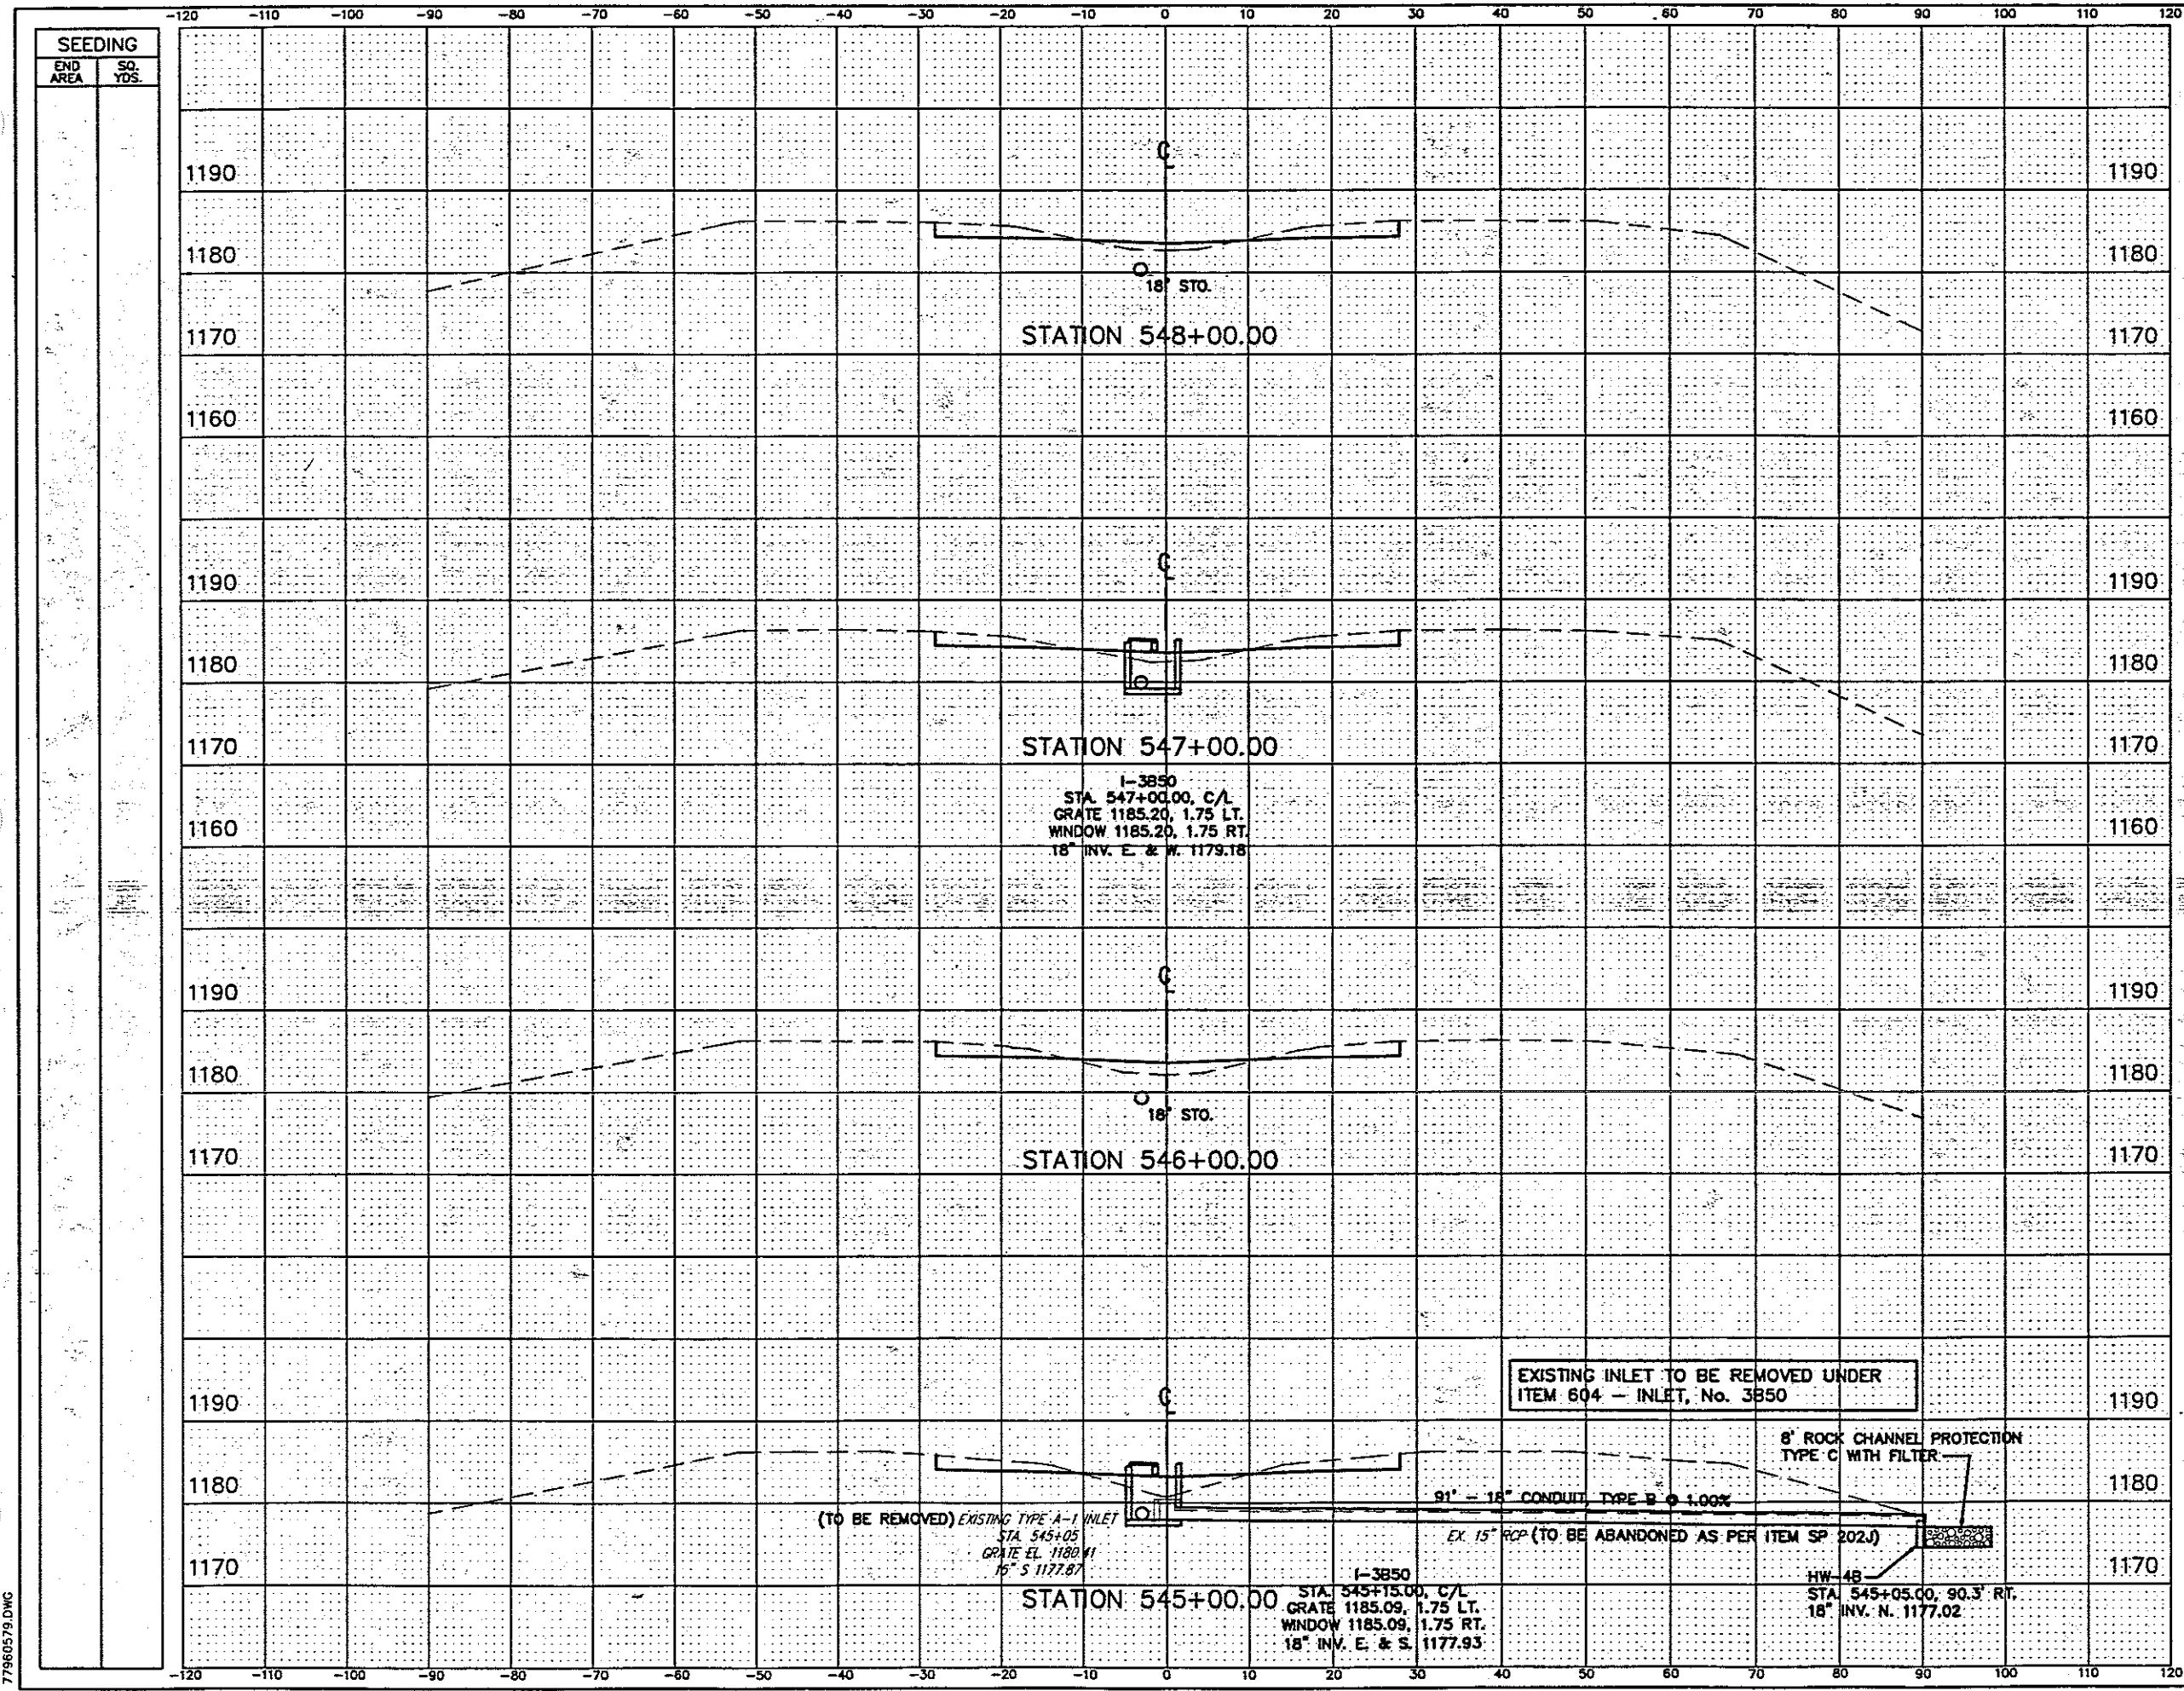 -120 -110 -100 -90 -80 -70 -60 -50 -40 -30 -20 -10 0 10 20 30 40 50 60 70 80 90 100 110 120
SEEDING
END AREA
SQ. YDS.
℄
1190 1190
1180 1180
18" STO.
1170 STATION 548+00.00 1170
1160 1160
℄
1190 1190
1180 1180
1170 STATION 547+00.00 1170
I-3B50
STA. 547+00.00, C/L
GRATE 1185.20, 1.75 LT.
1160 WINDOW 1185.20, 1.75 RT. 1160
18" INV. E. & W. 1179.18
℄
1190 1190
1180 1180
18" STO.
1170 STATION 546+00.00 1170
EXISTING INLET TO BE REMOVED UNDER
ITEM 604 – INLET, No. 3B50
℄
1190 1190
8' ROCK CHANNEL PROTECTION
TYPE C WITH FILTER
1180 1180
91' – 18" CONDUIT, TYPE B @ 1.00%
(TO BE REMOVED) EXISTING TYPE A-1 INLET
STA. 545+05
GRATE EL. 1180.41
15" S 1177.87
EX. 15" RCP (TO BE ABANDONED AS PER ITEM SP 202J)
1170 1170
HW-4B
STA. 545+05.00, 90.3' RT.
18" INV. N. 1177.02
STATION 545+00.00
I-3B50
STA. 545+15.00, C/L
GRATE 1185.09, 1.75 LT.
WINDOW 1185.09, 1.75 RT.
18" INV. E. & S. 1177.93
-120 -110 -100 -90 -80 -70 -60 -50 -40 -30 -20 -10 0 10 20 30 40 50 60 70 80 90 100 110 120
77960579.DWG